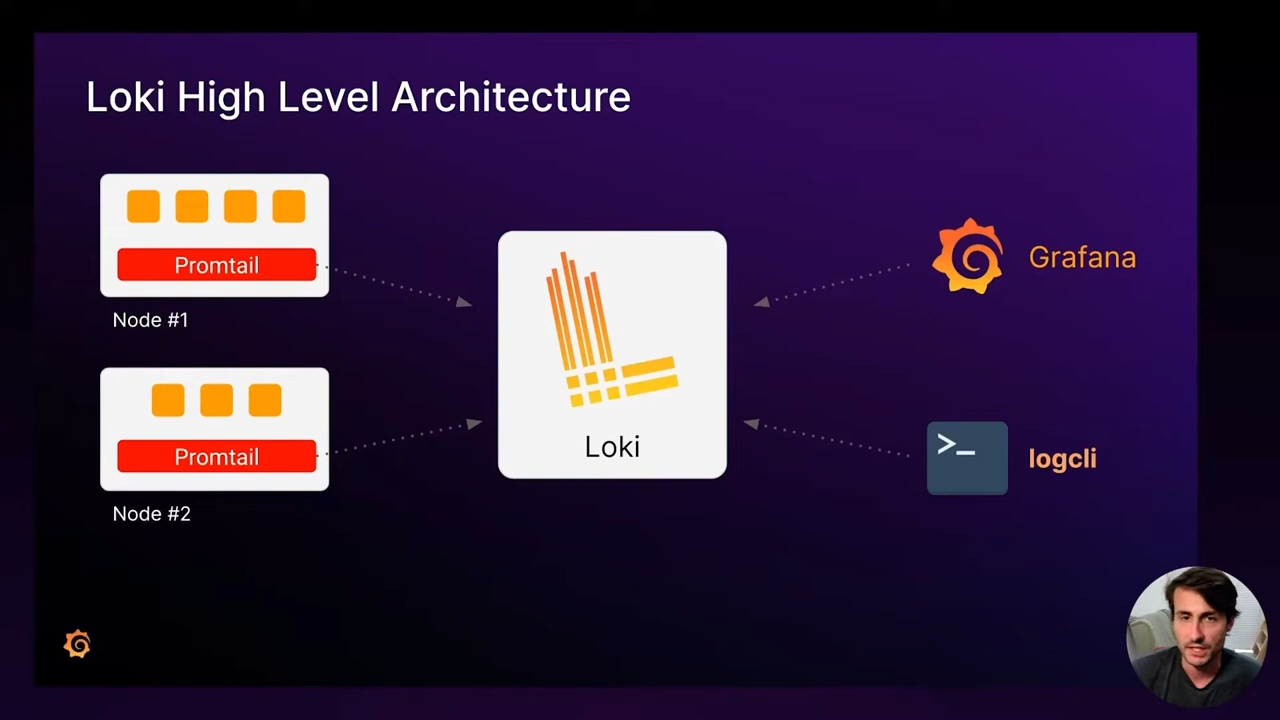 Loki High Level Architecture
Promtail
Node #1
Promtail
Node #2
Loki
Grafana
>_
logcli